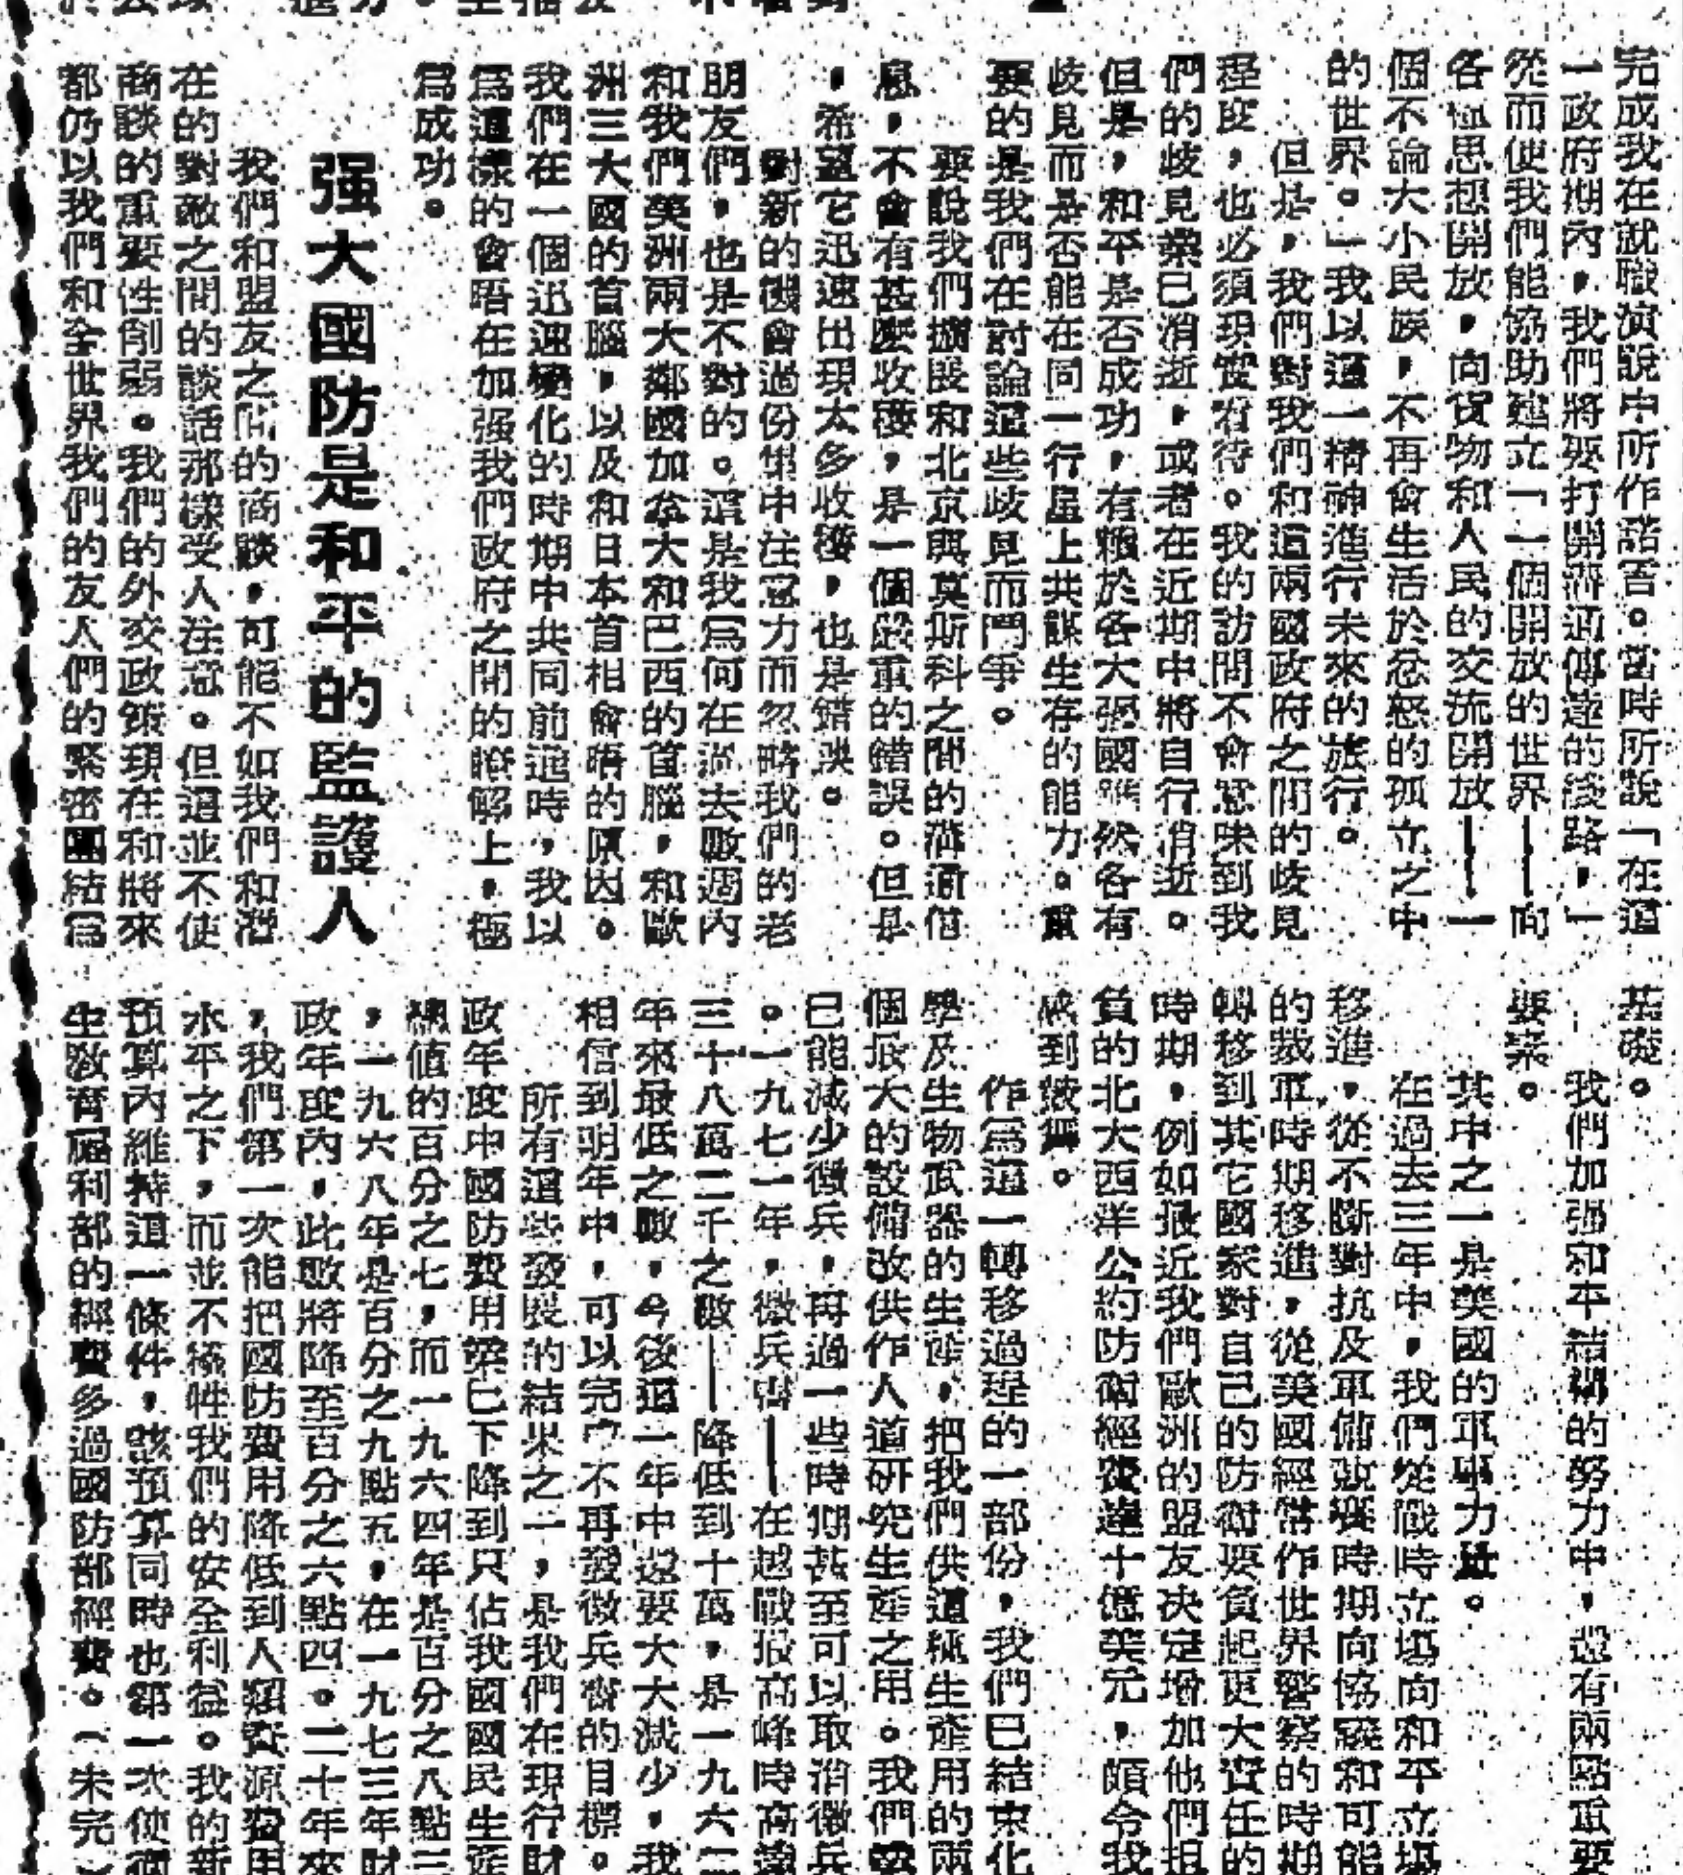 完成我在就職演說中所作諾言。當時所說「在這
一政府期內,我們將要打開溝通傳達的綫路,」
從而使我們能協助建立「一個開放的世界——向
各種思想開放,向貨物和人民的交流開放——一
個不論大小民族,不再會生活於忿怒的孤立之中
的世界。」我以這一精神進行未來的旅行。
但是,我們對我們和這兩國政府之間的歧見
程度,也必須現實看待。我的訪問不會意味到我
們的歧見業已消逝,或者在近期中將自行消逝。
但是,和平是否成功,有賴於各大強國雖然各有
歧見而是否能在同一行星上共謀生存的能力。重
要的是我們在討論這些歧見而鬥爭。
要說我們擴展和北京與莫斯科之間的溝通信
息,不會有甚麽收穫,是一個嚴重的錯誤。但是
,希望它迅速出現太多收穫,也是錯誤。
對新的機會過份集中注意力而忽略我們的老
朋友們,也是不對的。這是我爲何在過去數週內
和我們美洲兩大鄰國加拿大和巴西的首腦,和歐
洲三大國的首腦,以及和日本首相會晤的原因。
我們在一個迅速變化的時期中共同前進時,我以
爲這樣的會晤在加强我們政府之間的瞭解上,極
爲成功。
强大國防是和平的監護人
我們和盟友之間的商談,可能不如我們和潛
在的對敵之間的談話那樣受人注意。但這並不使
商談的重要性削弱。我們的外交政策現在和將來
都仍以我們和全世界我們的友人們的緊密團結爲
基礎。
我們加强和平結構的努力中,還有兩點重要
要素。
其中之一是美國的軍事力量。
在過去三年中,我們從戰時立場向和平立場
移進,從不斷對抗及軍備競賽時期向協議和可能
的裁軍時期移進,從美國經常作世界警察的時期
轉移到其它國家對自己的防衛要負起更大責任的
時期,例如最近我們歐洲的盟友決定增加他們担
負的北大西洋公約防衛經費達十億美元,頗令我
感到鼓舞。
作爲這一轉移過程的一部份,我們已結束化
學及生物武器的生產,把我們供這種生產用的兩
個最大的設備改供作人道研究生產之用。我們
已能減少徵兵,再過一些時期甚至可以取消徵兵
。一九七一年,徵兵書——在越戰最高峰時高達
三十八萬二千之數——降低到十萬,是一九六二
年來最低之數,今後這一年中還要大大減少,我
相信到明年中,可以完全不再發徵兵書的目標。
所有這些發展的結果之一,是我們在現行財
政年度中國防費用業已下降到只佔我國國民生產
總值的百分之七,而一九六四年是百分之八點三
,一九六八年是百分之九點五,在一九七三年財
政年度內,此數將降至百分之六點四。二十年來
,我們第一次能把國防費用降低到人類資源費用
水平之下,而並不犧牲我們的安全利益。我的新
預算內維持這一條件,該預算同時也第一次使衛
生教育福利部的經費多過國防部經費。(未完)